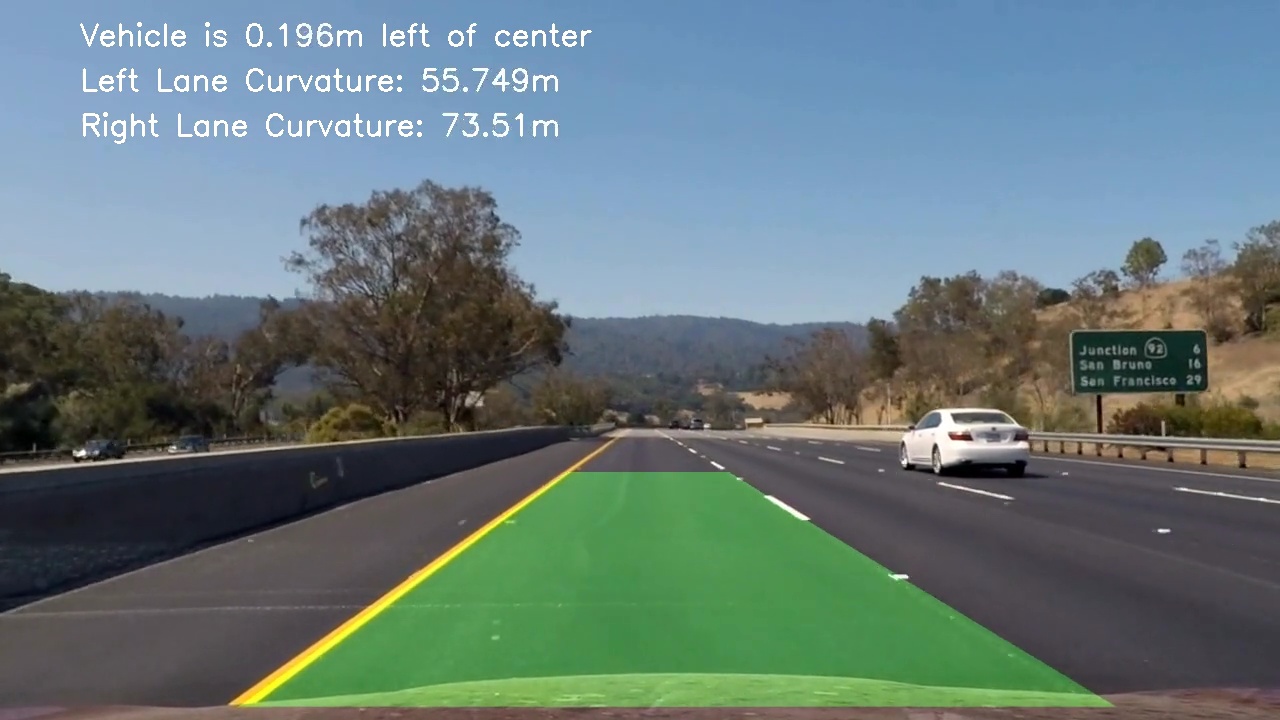 Vehicle is 0.196m left of center
Left Lane Curvature: 55.749m
Right Lane Curvature: 73.51m
Junction 92 6
San Bruno 16
San Francisco 29